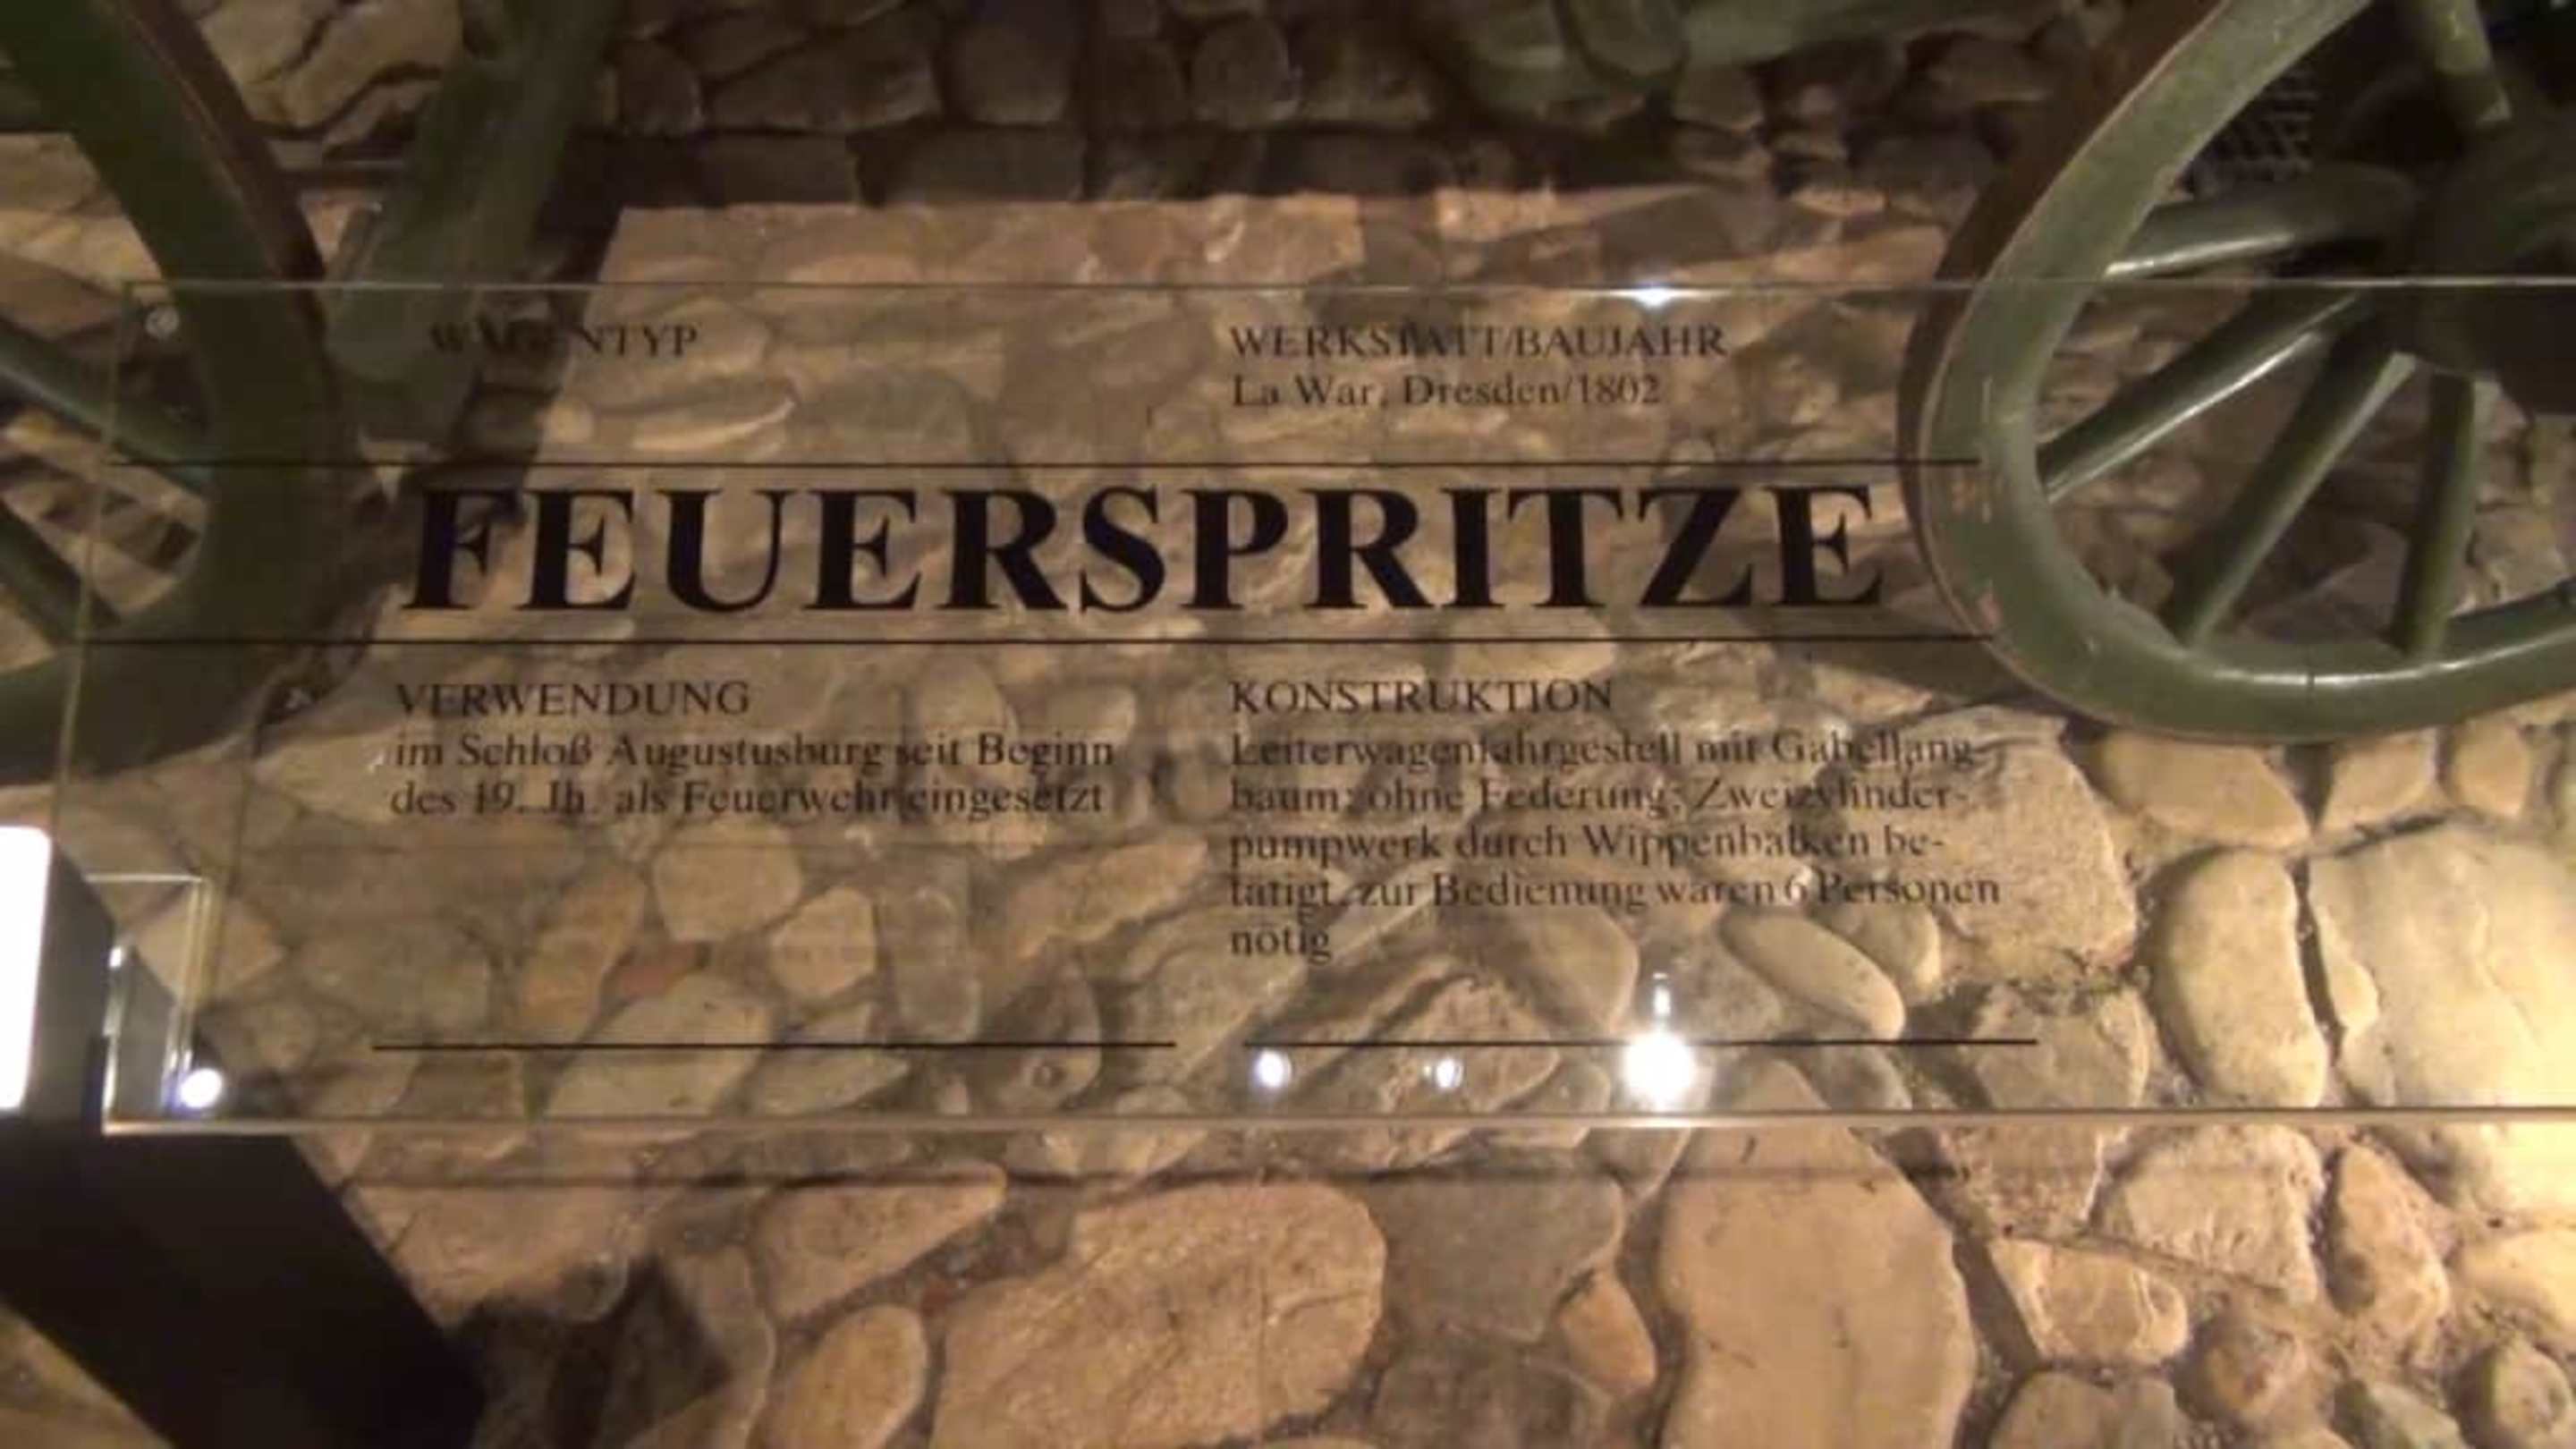 WAGENTYP
WERKSTATT/BAUJAHR
La War, Dresden/1802
FEUERSPRITZE
VERWENDUNG
im Schloß Augustusburg seit Beginn
des 19. Jh. als Feuerwehr eingesetzt
KONSTRUKTION
Leiterwagenfahrgestell mit Gabellang-
baum; ohne Federung; Zweizylinder-
pumpwerk durch Wippenbalken be-
tätigt, zur Bedienung waren 6 Personen
nötig